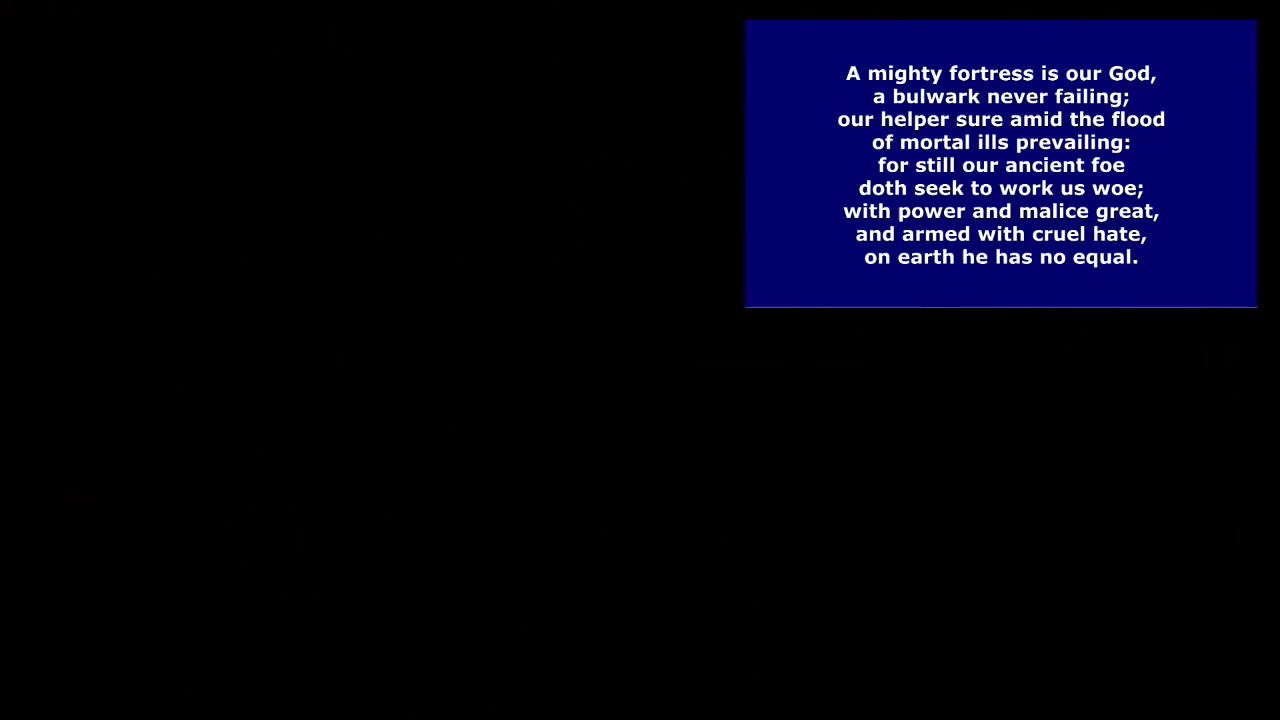 A mighty fortress is our God,
a bulwark never failing;
our helper sure amid the flood
of mortal ills prevailing:
for still our ancient foe
doth seek to work us woe;
with power and malice great,
and armed with cruel hate,
on earth he has no equal.